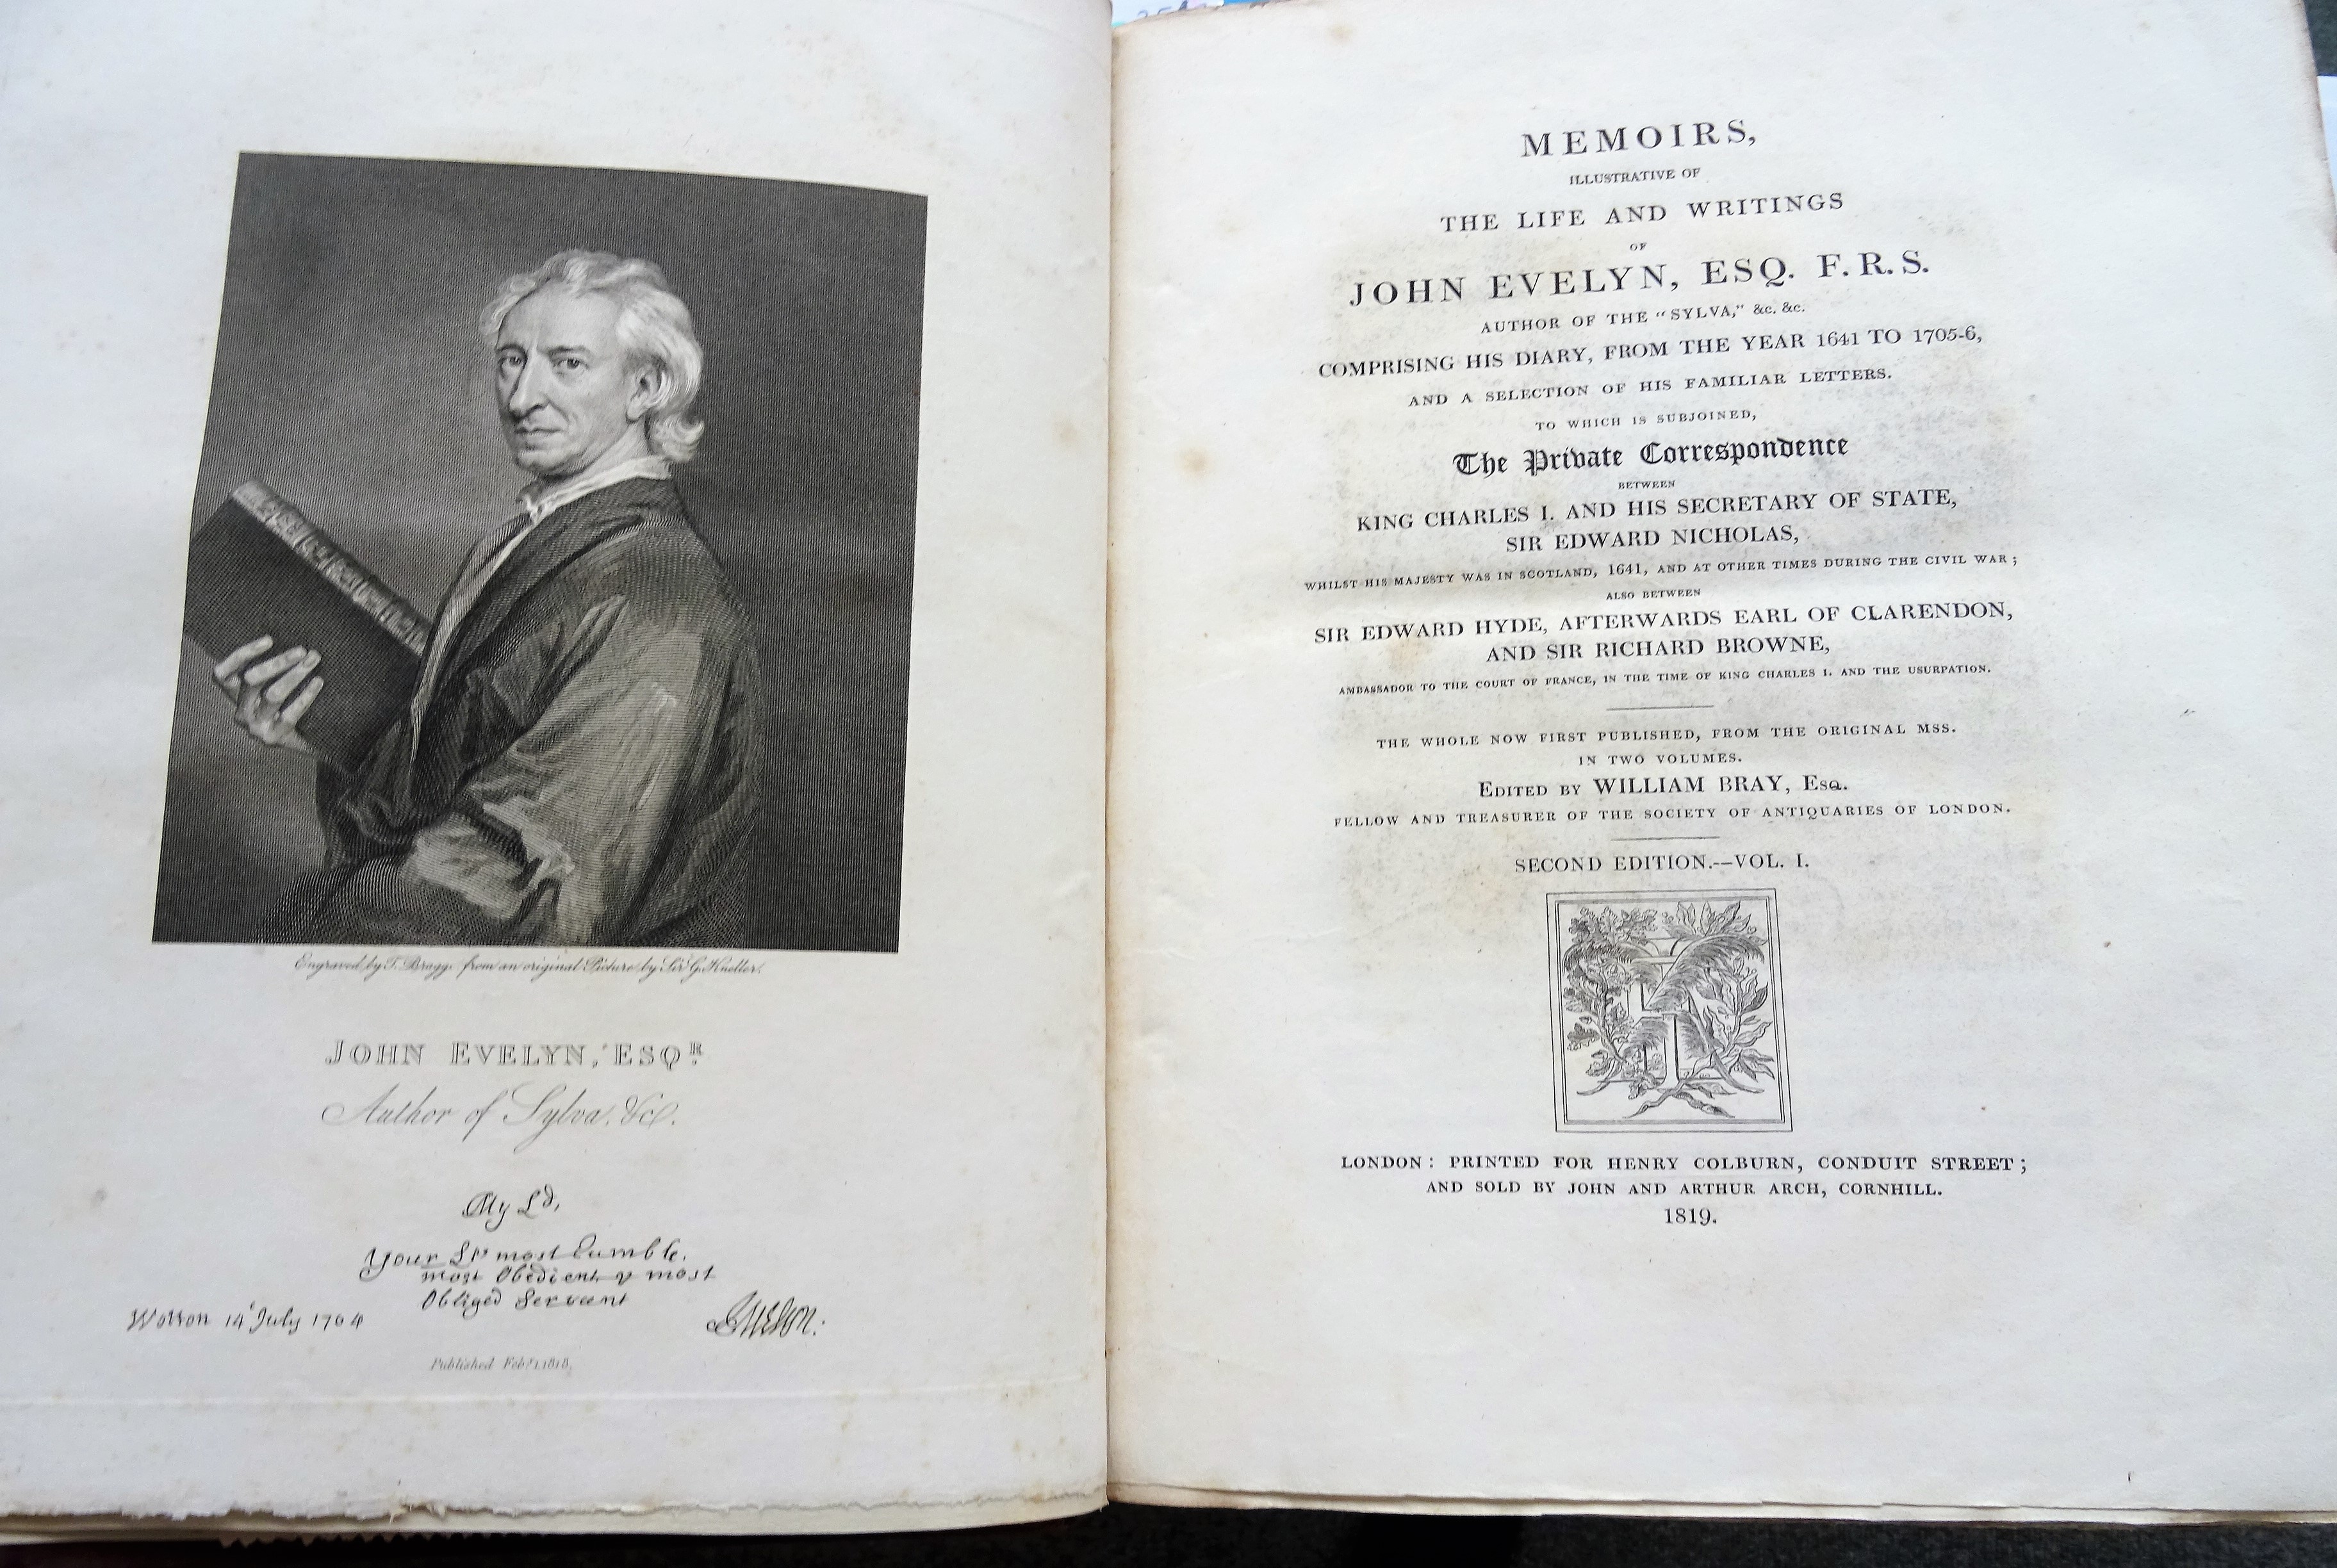 Engraved by T. Bragg. from an original Picture by Sir G. Kneller.
JOHN EVELYN, ESQR.
Author of Sylva, &c.
My Ld,
Your Lps most humble,
most Obedient & most
Obliged Servant
Wotton 14 July 1704
JEvelyn:
Published Feby. 1, 1818.
MEMOIRS,
ILLUSTRATIVE OF
THE LIFE AND WRITINGS
OF
JOHN EVELYN, ESQ. F.R.S.
AUTHOR OF THE "SYLVA," &c. &c.
COMPRISING HIS DIARY, FROM THE YEAR 1641 TO 1705-6,
AND A SELECTION OF HIS FAMILIAR LETTERS.
TO WHICH IS SUBJOINED,
The Private Correspondence
BETWEEN
KING CHARLES I. AND HIS SECRETARY OF STATE,
SIR EDWARD NICHOLAS,
WHILST HIS MAJESTY WAS IN SCOTLAND, 1641, AND AT OTHER TIMES DURING THE CIVIL WAR;
ALSO BETWEEN
SIR EDWARD HYDE, AFTERWARDS EARL OF CLARENDON,
AND SIR RICHARD BROWNE,
AMBASSADOR TO THE COURT OF FRANCE, IN THE TIME OF KING CHARLES I. AND THE USURPATION.
THE WHOLE NOW FIRST PUBLISHED, FROM THE ORIGINAL MSS.
IN TWO VOLUMES.
EDITED BY WILLIAM BRAY, ESQ.
FELLOW AND TREASURER OF THE SOCIETY OF ANTIQUARIES OF LONDON.
SECOND EDITION.—VOL. I.
LONDON: PRINTED FOR HENRY COLBURN, CONDUIT STREET;
AND SOLD BY JOHN AND ARTHUR ARCH, CORNHILL.
1819.